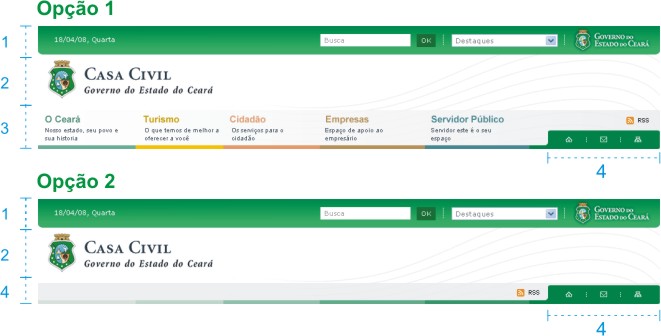 Opção 1
1
18/04/08, Quarta
Busca
OK
Destaques
GOVERNO DO
ESTADO DO CEARÁ
2
CASA CIVIL
Governo do Estado do Ceará
3
O Ceará
Nosso estado, seu povo e
sua historia
Turismo
O que temos de melhor a
oferecer a você
Cidadão
Os serviços para o
cidadão
Empresas
Espaço de apoio ao
empresário
Servidor Público
Servidor este é o seu
espaço
RSS
4
Opção 2
1
18/04/08, Quarta
Busca
OK
Destaques
GOVERNO DO
ESTADO DO CEARÁ
2
CASA CIVIL
Governo do Estado do Ceará
4
RSS
4